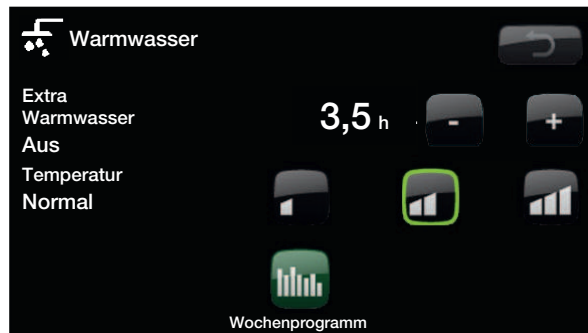 Warmwasser
Extra
Warmwasser
3,5 h - +
Aus
Temperatur
Normal
Wochenprogramm